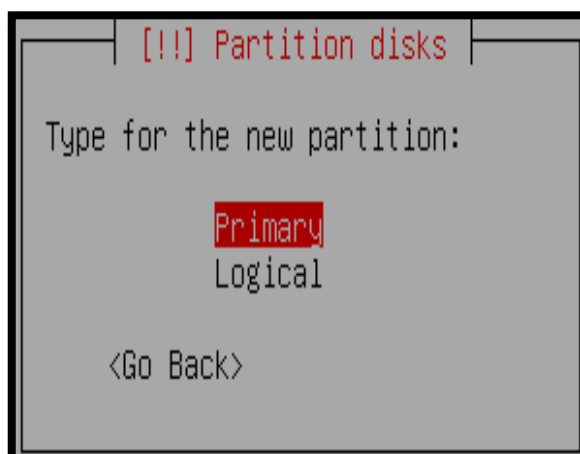 [!!] Partition disks
Type for the new partition:
Primary
Logical
<Go Back>